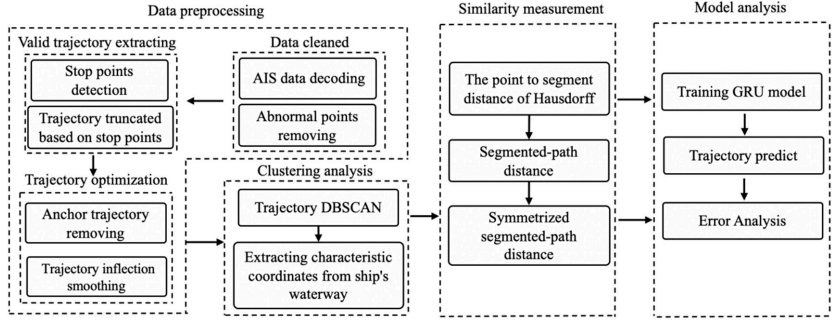 Data preprocessing
Valid trajectory extracting
Stop points
detection
Trajectory truncated
based on stop points
Data cleaned
AIS data decoding
Abnormal points
removing
Trajectory optimization
Anchor trajectory
removing
Trajectory inflection
smoothing
Clustering analysis
Trajectory DBSCAN
Extracting characteristic
coordinates from ship's
waterway
Similarity measurement
The point to segment
distance of Hausdorff
Segmented-path
distance
Symmetrized
segmented-path
distance
Model analysis
Training GRU model
Trajectory predict
Error Analysis